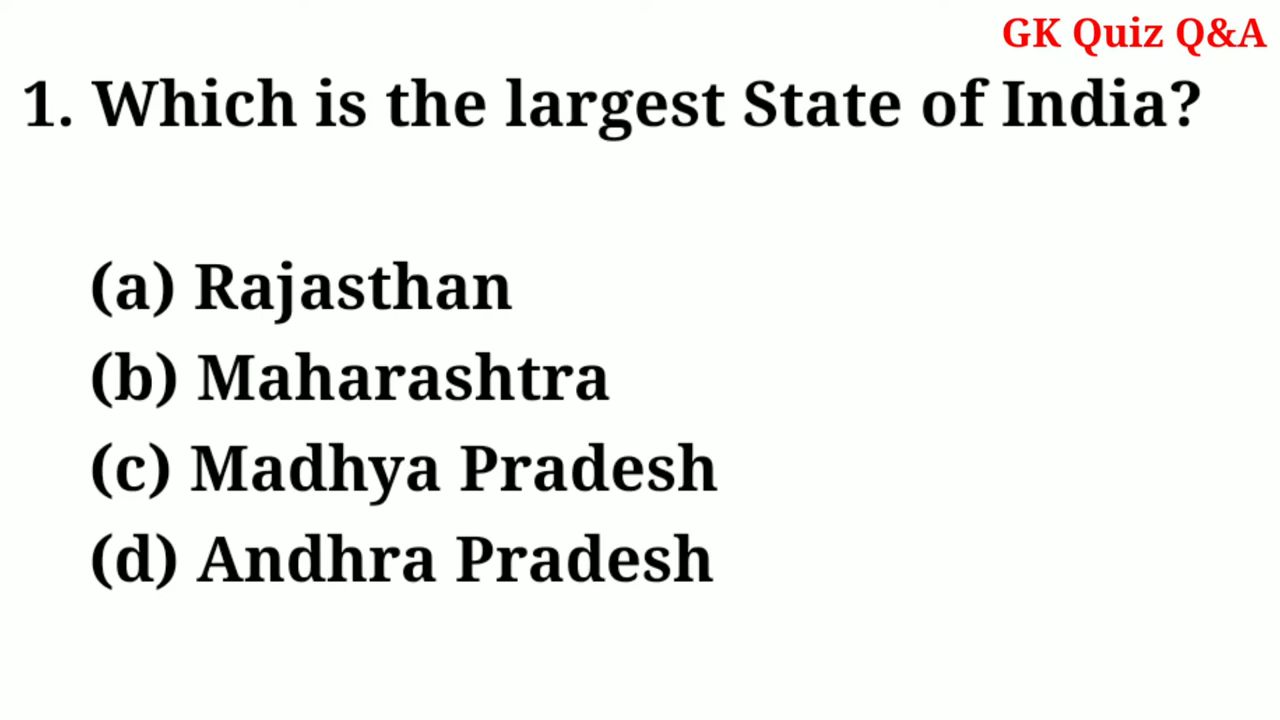 GK Quiz Q&A
1. Which is the largest State of India?
(a) Rajasthan
(b) Maharashtra
(c) Madhya Pradesh
(d) Andhra Pradesh